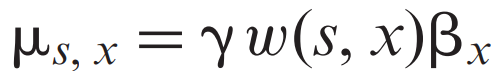 μ_{s, x} = γ w(s, x)β_x